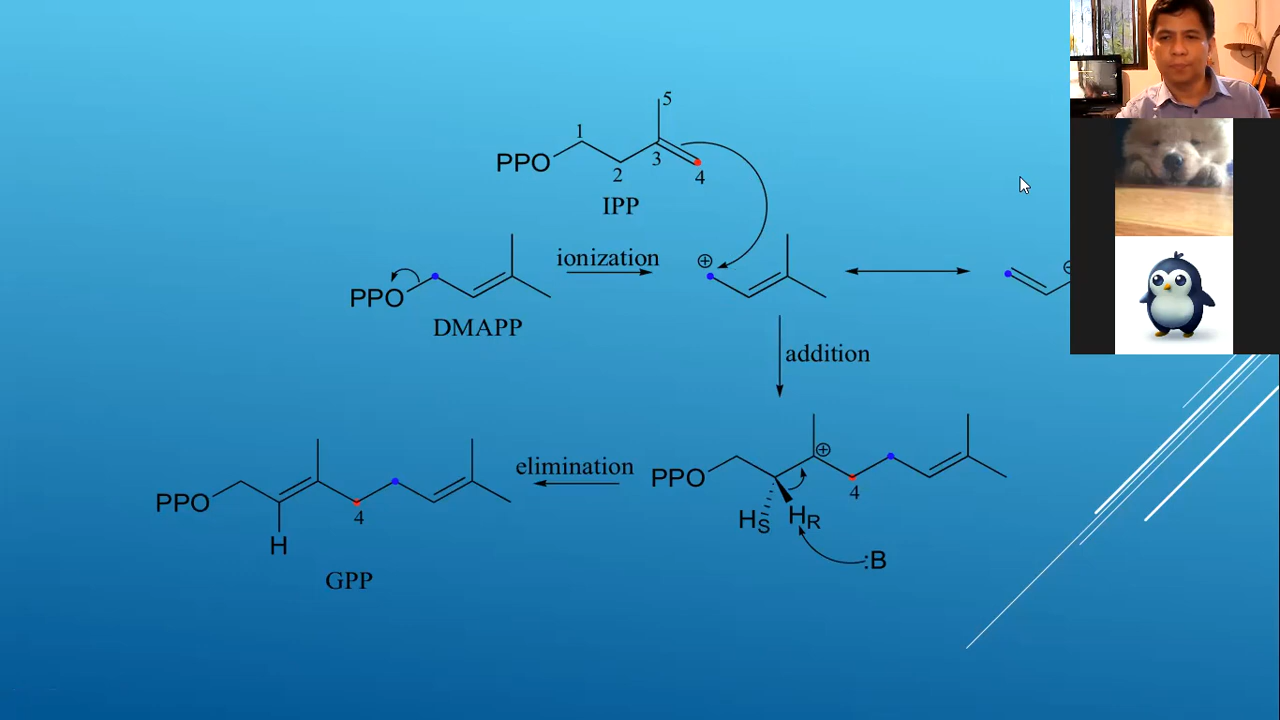 5
1
PPO
3
2
4
IPP
ionization
⊕
⊕
PPO
DMAPP
addition
elimination
⊕
PPO
4
PPO
4
HS
HR
H
:B
GPP